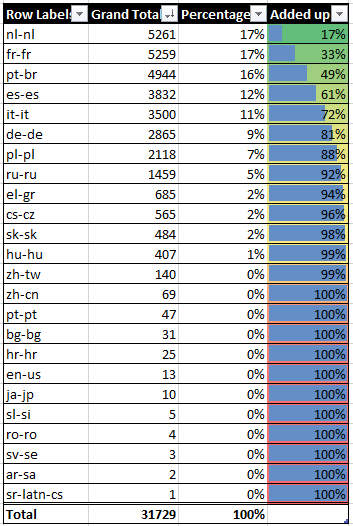 Row Labels Grand Total Percentage Added up
nl-nl 5261 17% 17%
fr-fr 5259 17% 33%
pt-br 4944 16% 49%
es-es 3832 12% 61%
it-it 3500 11% 72%
de-de 2865 9% 81%
pl-pl 2118 7% 88%
ru-ru 1459 5% 92%
el-gr 685 2% 94%
cs-cz 565 2% 96%
sk-sk 484 2% 98%
hu-hu 407 1% 99%
zh-tw 140 0% 99%
zh-cn 69 0% 100%
pt-pt 47 0% 100%
bg-bg 31 0% 100%
hr-hr 25 0% 100%
en-us 13 0% 100%
ja-jp 10 0% 100%
sl-si 5 0% 100%
ro-ro 4 0% 100%
sv-se 3 0% 100%
ar-sa 2 0% 100%
sr-latn-cs 1 0% 100%
Total 31729 100%